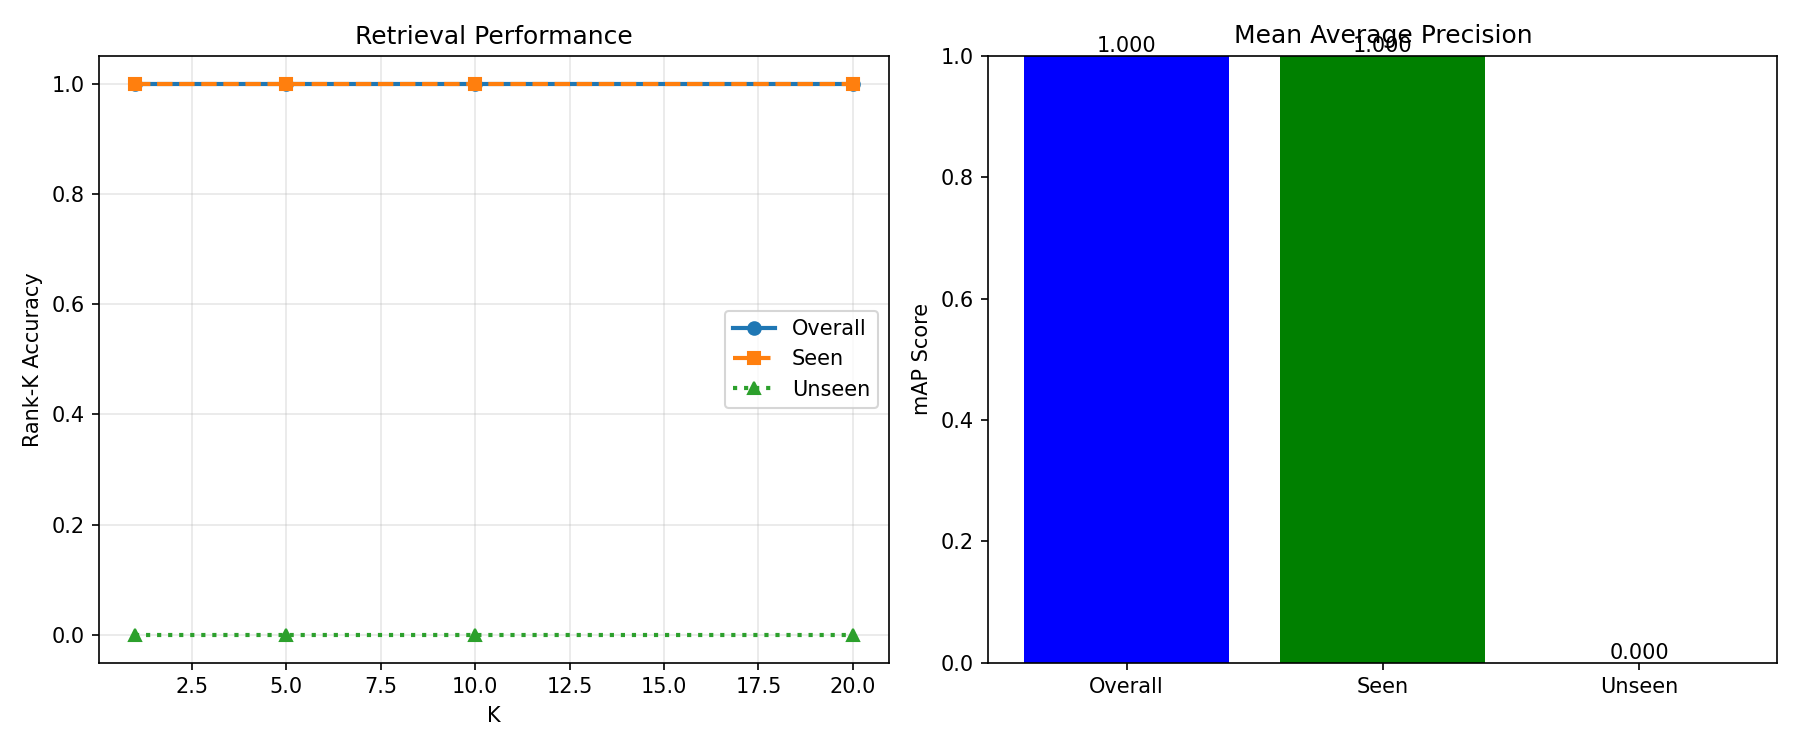 Retrieval Performance
Rank-K Accuracy
1.0
0.8
0.6
0.4
0.2
0.0
Overall
Seen
Unseen
2.5 5.0 7.5 10.0 12.5 15.0 17.5 20.0
K
Mean Average Precision
1.000 1.000
mAP Score
1.0
0.8
0.6
0.4
0.2
0.0
0.000
Overall Seen Unseen